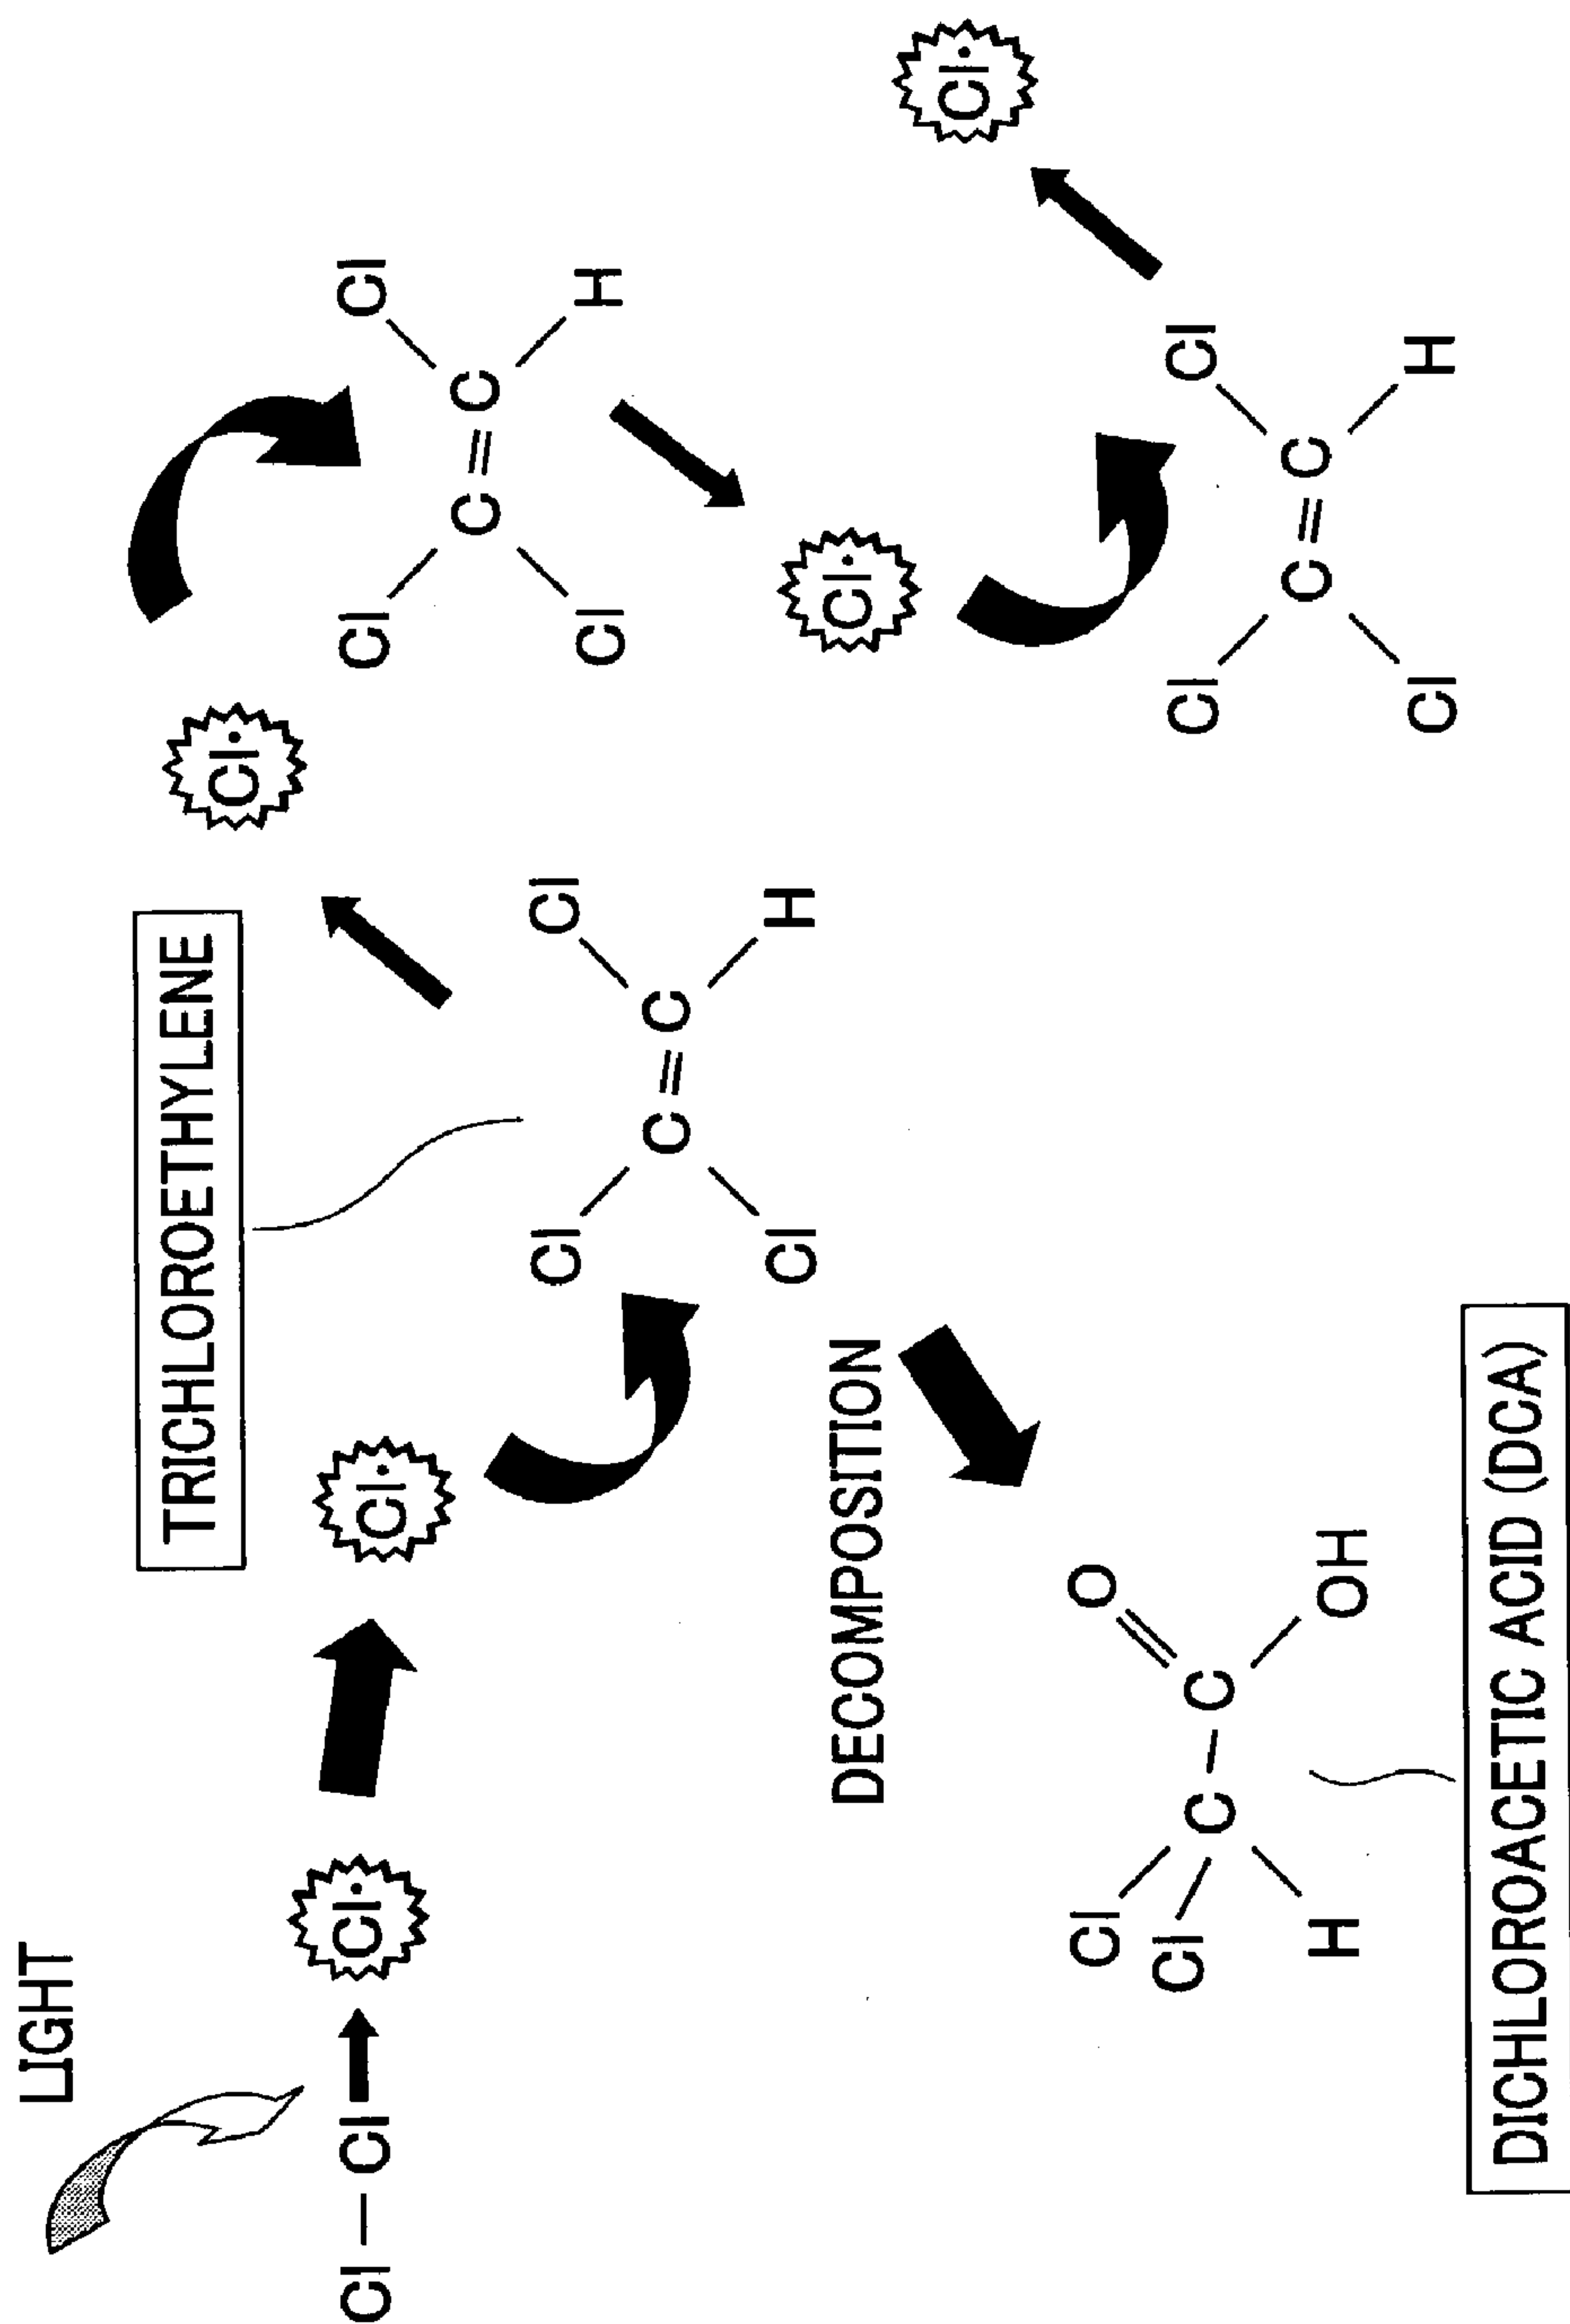 LIGHT
Cl — Cl
Cl·
Cl·
TRICHLOROETHYLENE
Cl Cl
C = C
Cl H
Cl·
Cl Cl
C = C
Cl H
Cl·
Cl Cl
C = C
Cl H
Cl·
DECOMPOSITION
Cl O
Cl C — C
H OH
DICHLOROACETIC ACID (DCA)